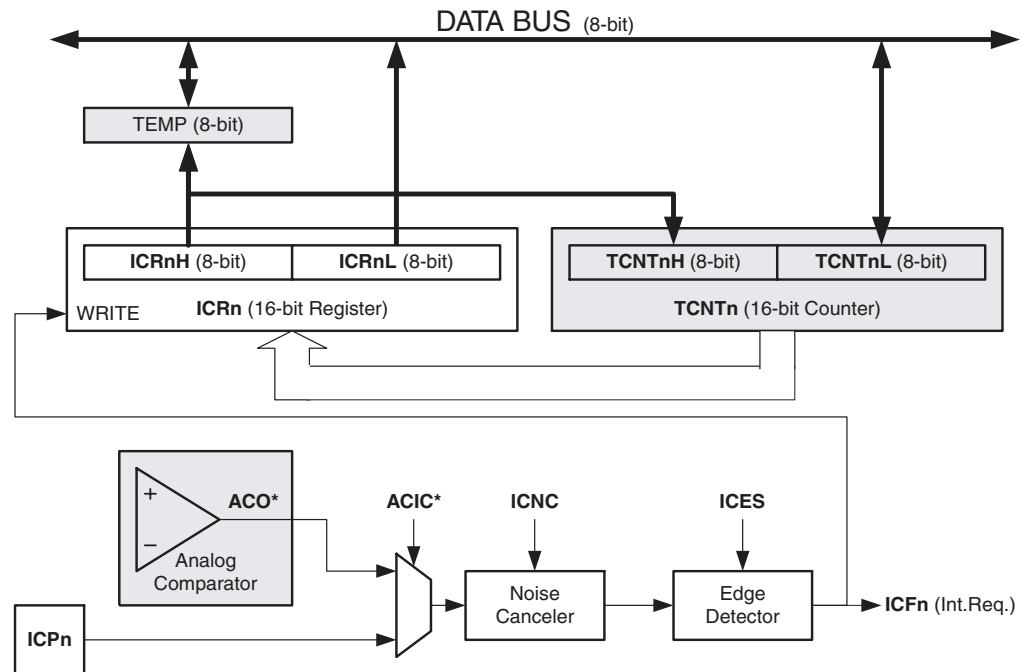 DATA BUS (8-bit)
TEMP (8-bit)
ICRnH (8-bit)
ICRnL (8-bit)
TCNTnH (8-bit)
TCNTnL (8-bit)
WRITE
ICRn (16-bit Register)
TCNTn (16-bit Counter)
+
−
ACO*
Analog
Comparator
ACIC*
ICNC
ICES
ICPn
Noise
Canceler
Edge
Detector
ICFn (Int.Req.)